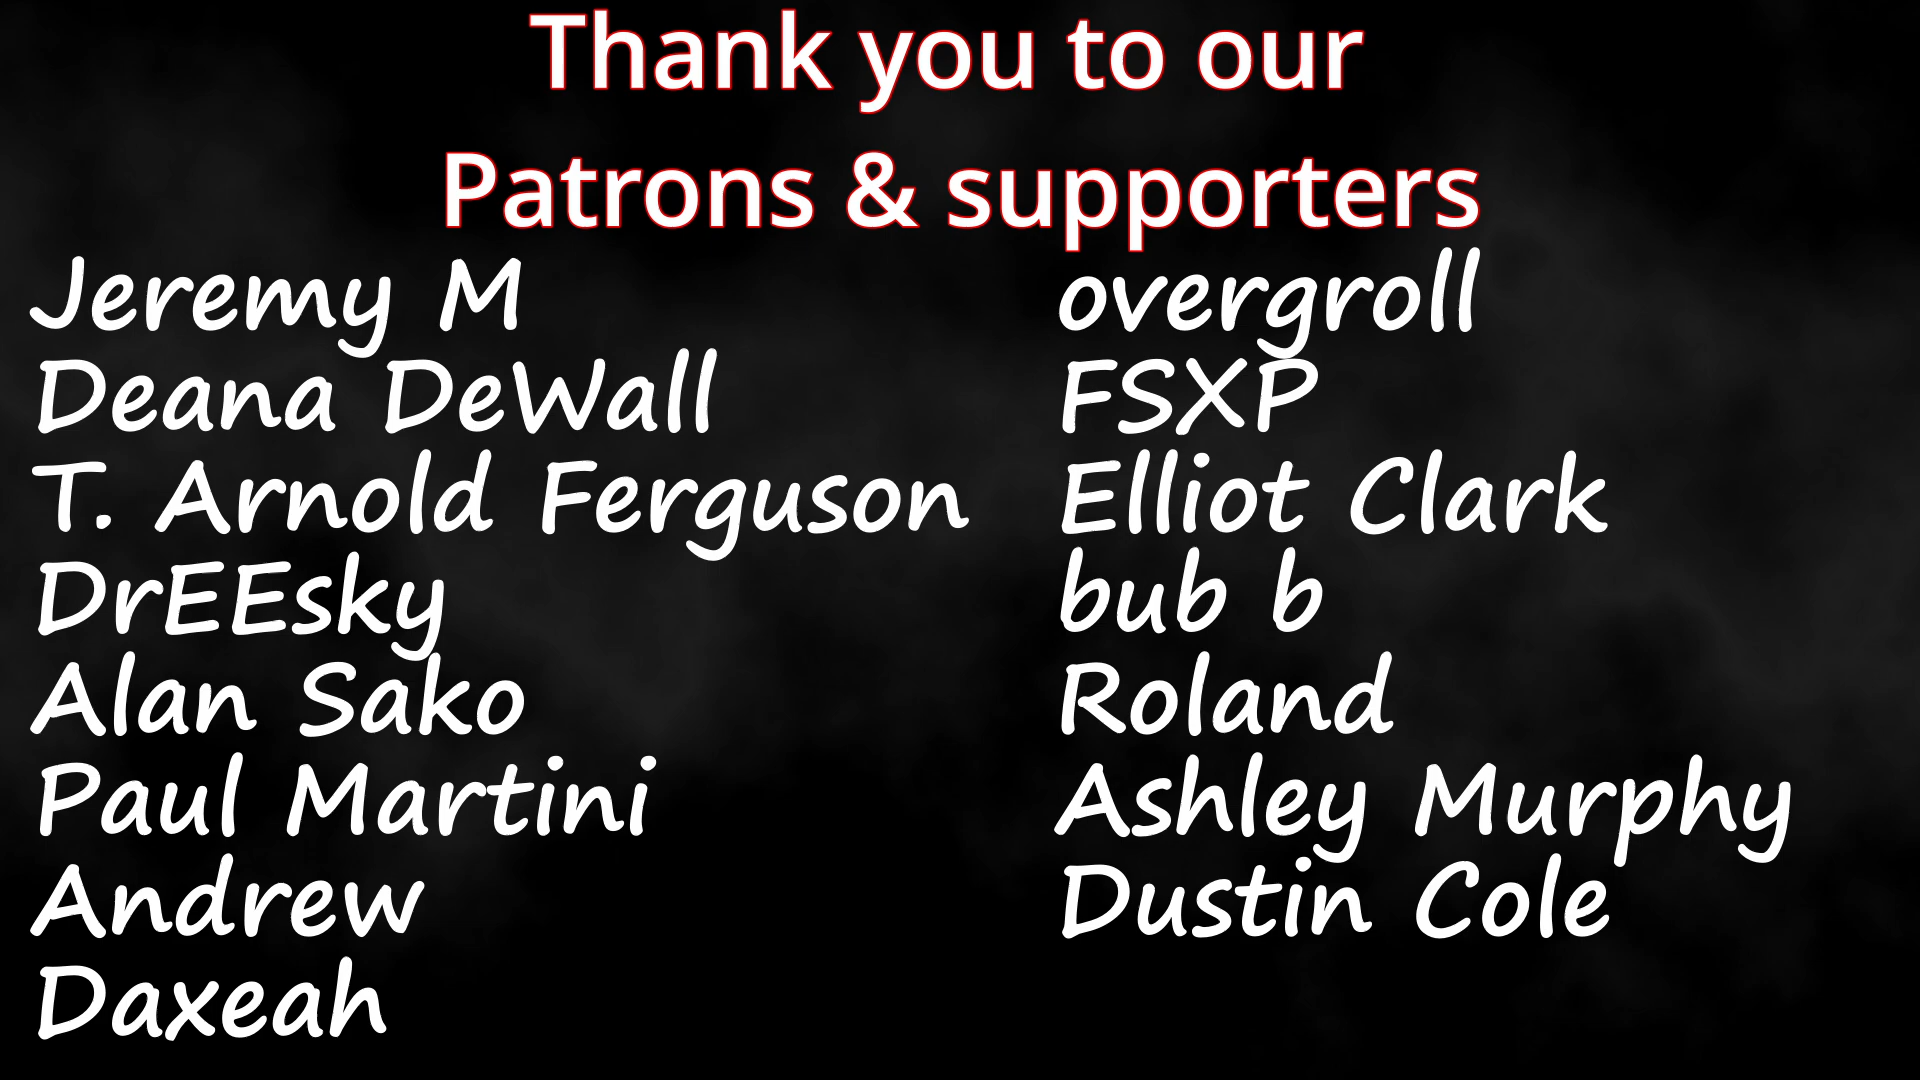 Thank you to our
Patrons & supporters
Jeremy M
Deana DeWall
T. Arnold Ferguson
DrEEsky
Alan Sako
Paul Martini
Andrew
Daxeah
overgroll
FSXP
Elliot Clark
bub b
Roland
Ashley Murphy
Dustin Cole